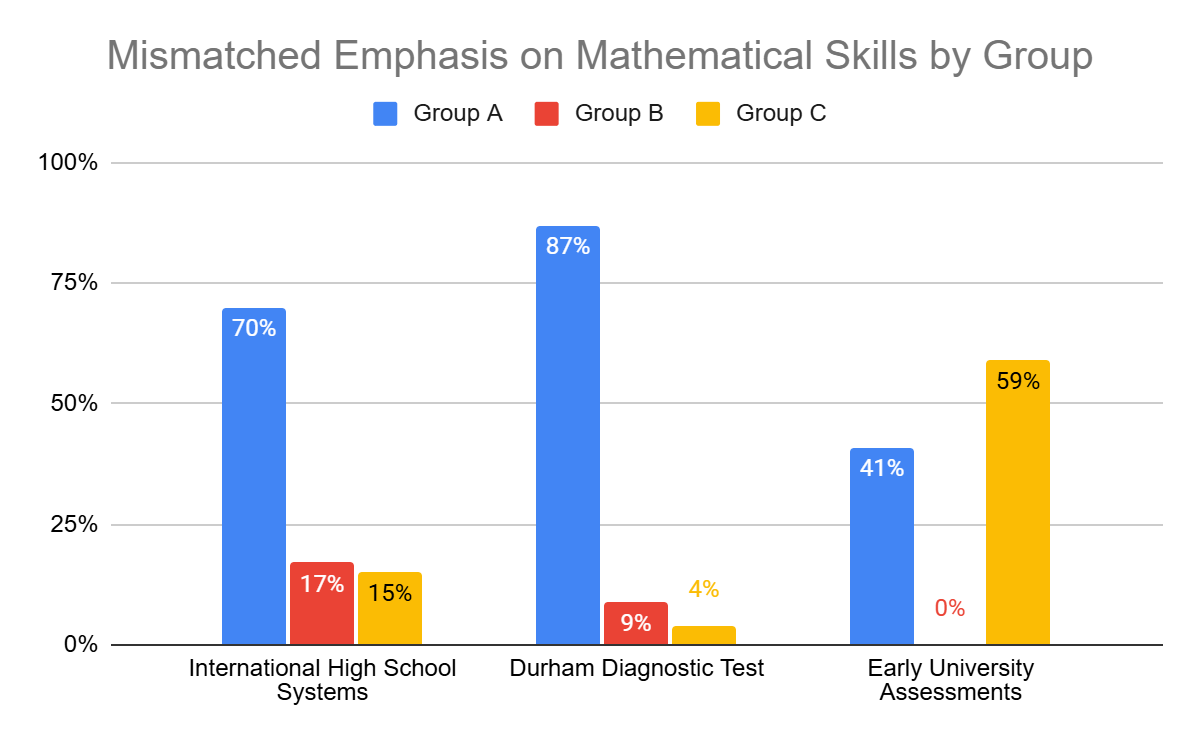 Mismatched Emphasis on Mathematical Skills by Group
Group A Group B Group C
100%
75%
50%
25%
0%
70%
17%
15%
87%
9%
4%
41%
0%
59%
International High School
Systems
Durham Diagnostic Test
Early University
Assessments